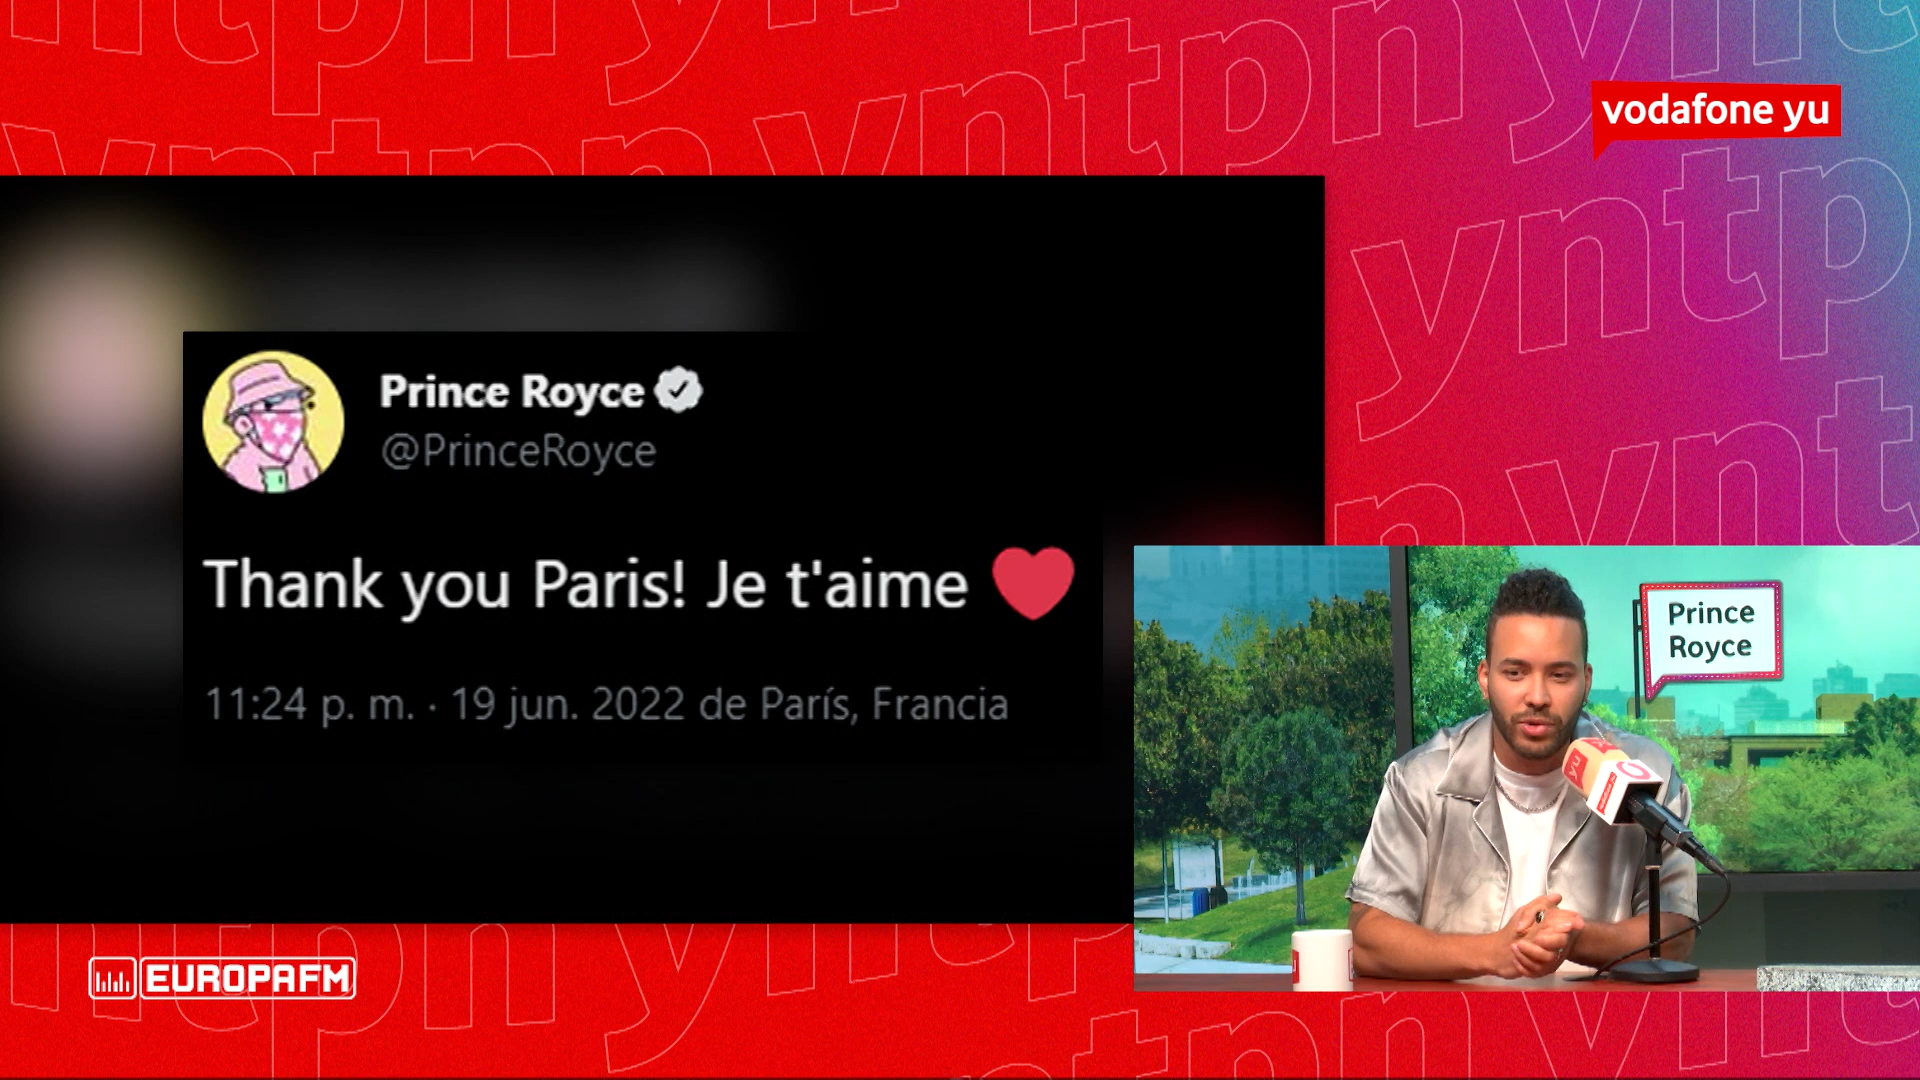 vodafone yu
Prince Royce
@PrinceRoyce
Thank you Paris! Je t'aime ❤️
11:24 p. m. · 19 jun. 2022 de París, Francia
Prince
Royce
yu
EUROPAFM